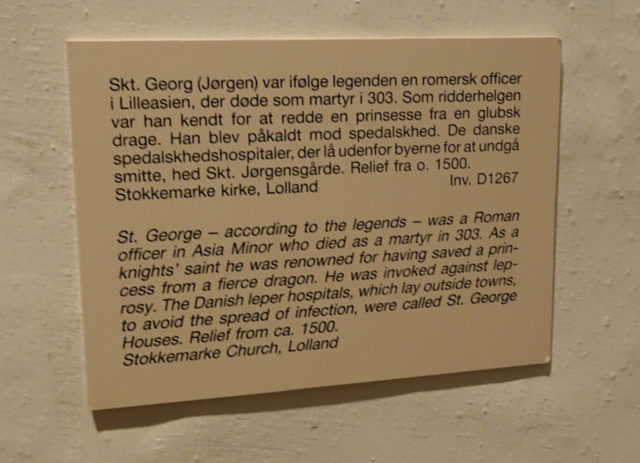 Skt. Georg (Jørgen) var ifølge legenden en romersk officer
i Lilleasien, der døde som martyr i 303. Som ridderhelgen
var han kendt for at redde en prinsesse fra en glubsk
drage. Han blev påkaldt mod spedalskhed. De danske
spedalskhedshospitaler, der lå udenfor byerne for at undgå
smitte, hed Skt. Jørgensgårde. Relief fra o. 1500.
Stokkemarke kirke, Lolland Inv. D1267
St. George – according to the legends – was a Roman
officer in Asia Minor who died as a martyr in 303. As a
knights' saint he was renowned for having saved a prin-
cess from a fierce dragon. He was invoked against lep-
rosy. The Danish leper hospitals, which lay outside towns,
to avoid the spread of infection, were called St. George
Houses. Relief from ca. 1500.
Stokkemarke Church, Lolland